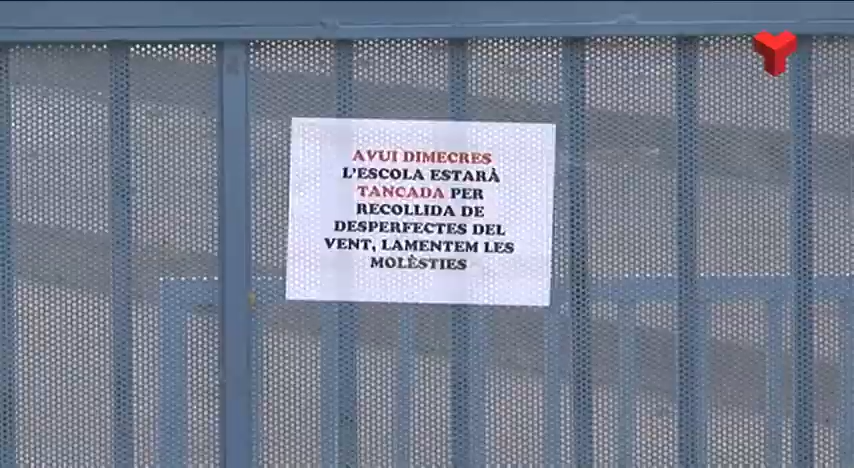 AVUI DIMECRES
L'ESCOLA ESTARÀ
TANCADA PER
RECOLLIDA DE
DESPERFECTES DEL
VENT, LAMENTEM LES
MOLÈSTIES